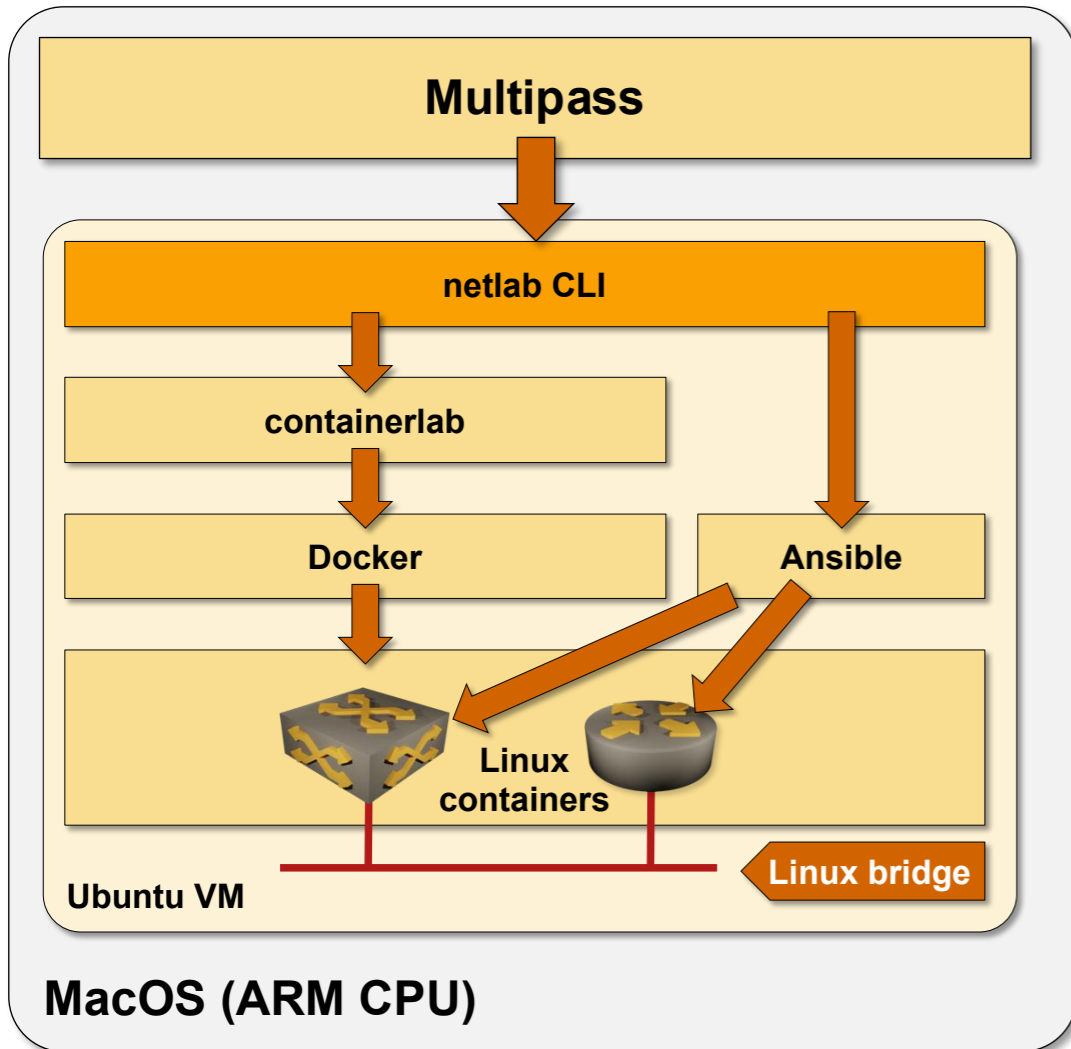 Multipass
netlab CLI
containerlab
Docker
Ansible
Linux
containers
Linux bridge
Ubuntu VM
MacOS (ARM CPU)